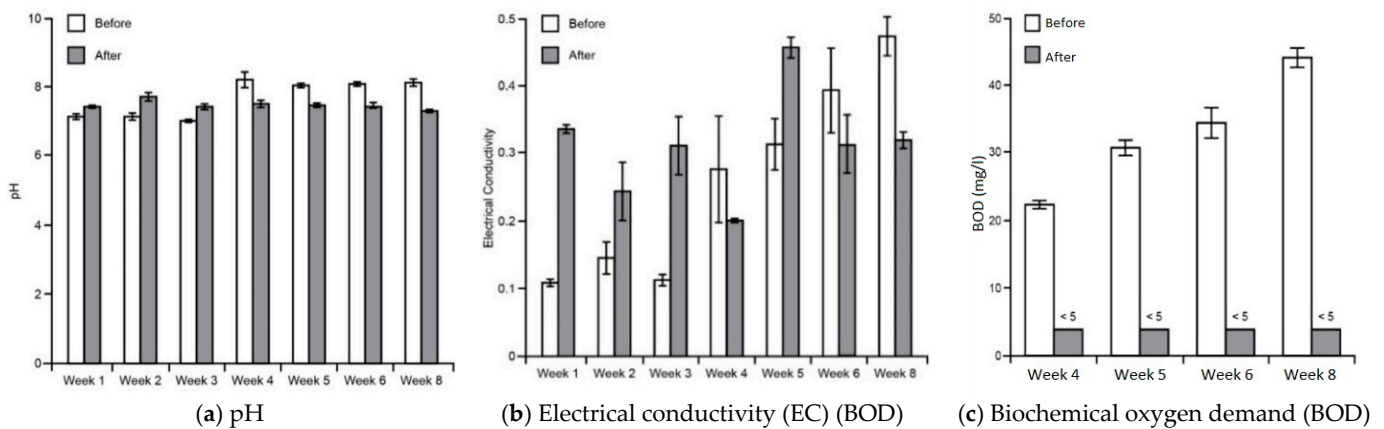 10
8
6
4
2
0
pH
Before
After
Week 1 Week 2 Week 3 Week 4 Week 5 Week 6 Week 8
(a) pH
0.5
0.4
0.3
0.2
0.1
0
Electrical Conductivity
Before
After
Week 1 Week 2 Week 3 Week 4 Week 5 Week 6 Week 8
(b) Electrical conductivity (EC) (BOD)
50
40
30
20
10
0
BOD (mg/l)
Before
After
< 5 < 5 < 5 < 5
Week 4 Week 5 Week 6 Week 8
(c) Biochemical oxygen demand (BOD)